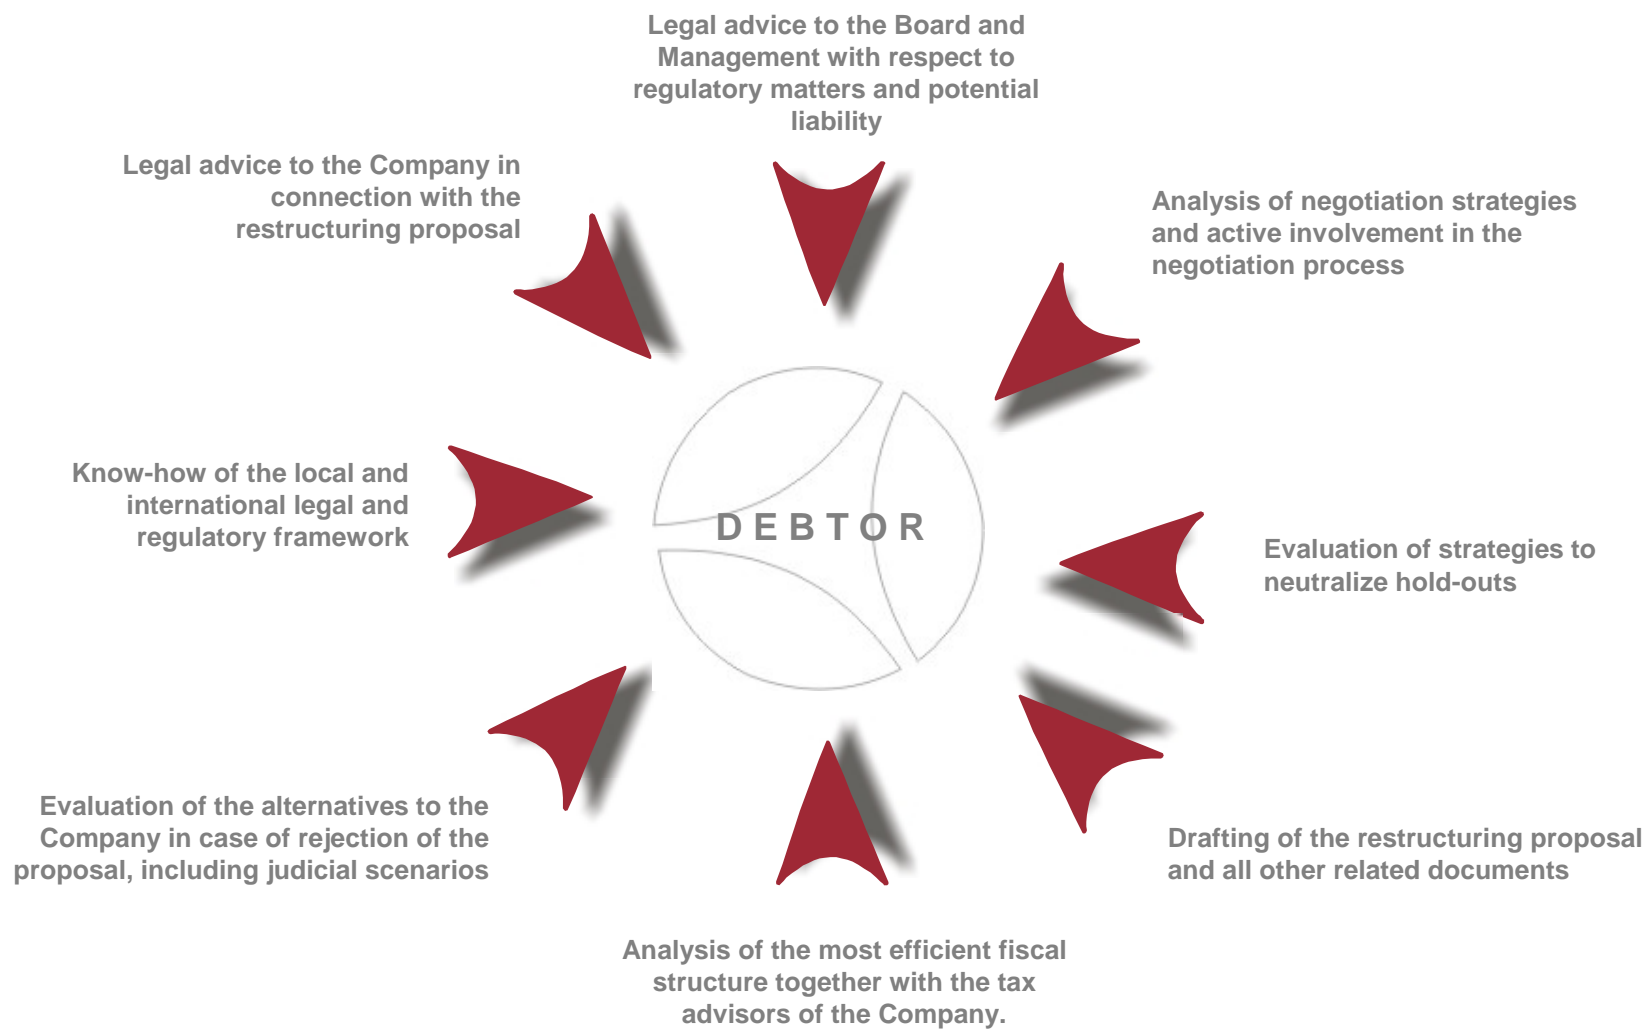 Legal advice to the Board and
Management with respect to
regulatory matters and potential
liability
Legal advice to the Company in
connection with the
restructuring proposal
Analysis of negotiation strategies
and active involvement in the
negotiation process
Know-how of the local and
international legal and
regulatory framework
DEBTOR
Evaluation of strategies to
neutralize hold-outs
Evaluation of the alternatives to the
Company in case of rejection of the
proposal, including judicial scenarios
Drafting of the restructuring proposal
and all other related documents
Analysis of the most efficient fiscal
structure together with the tax
advisors of the Company.